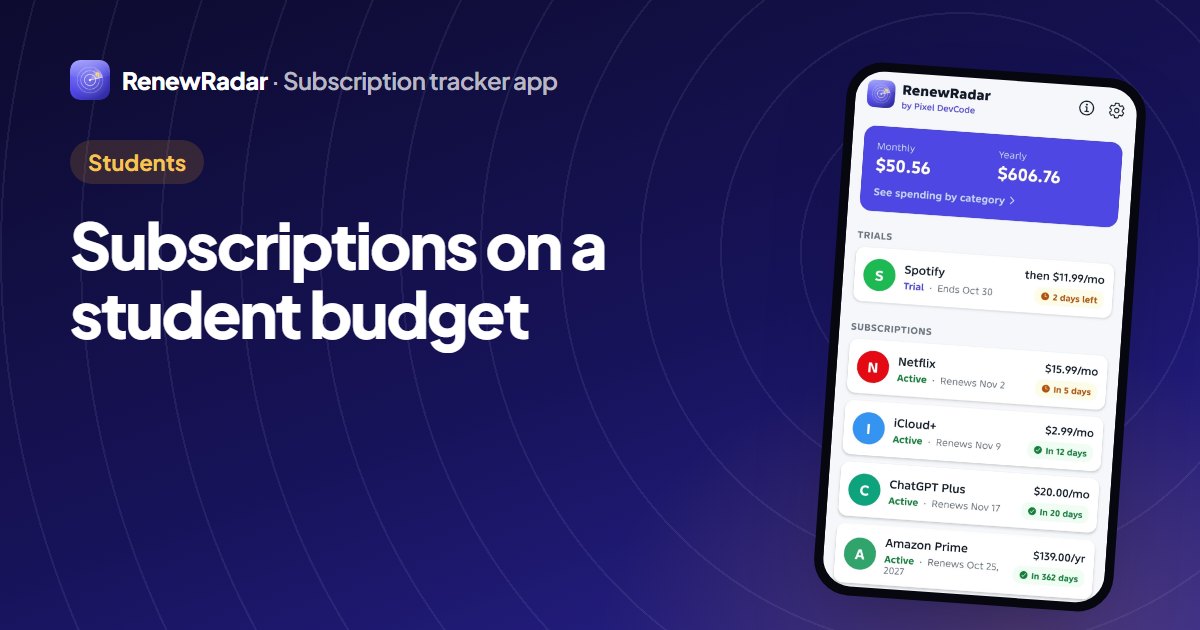 RenewRadar · Subscription tracker app
Students
Subscriptions on a
student budget
RenewRadar
by Pixel DevCode
Monthly
$50.56
Yearly
$606.76
See spending by category >
TRIALS
S
Spotify
Trial · Ends Oct 30
then $11.99/mo
2 days left
SUBSCRIPTIONS
N
Netflix
Active · Renews Nov 2
$15.99/mo
In 5 days
I
iCloud+
Active · Renews Nov 9
$2.99/mo
In 12 days
C
ChatGPT Plus
Active · Renews Nov 17
$20.00/mo
In 20 days
A
Amazon Prime
Active · Renews Oct 25,
2027
$139.00/yr
In 362 days